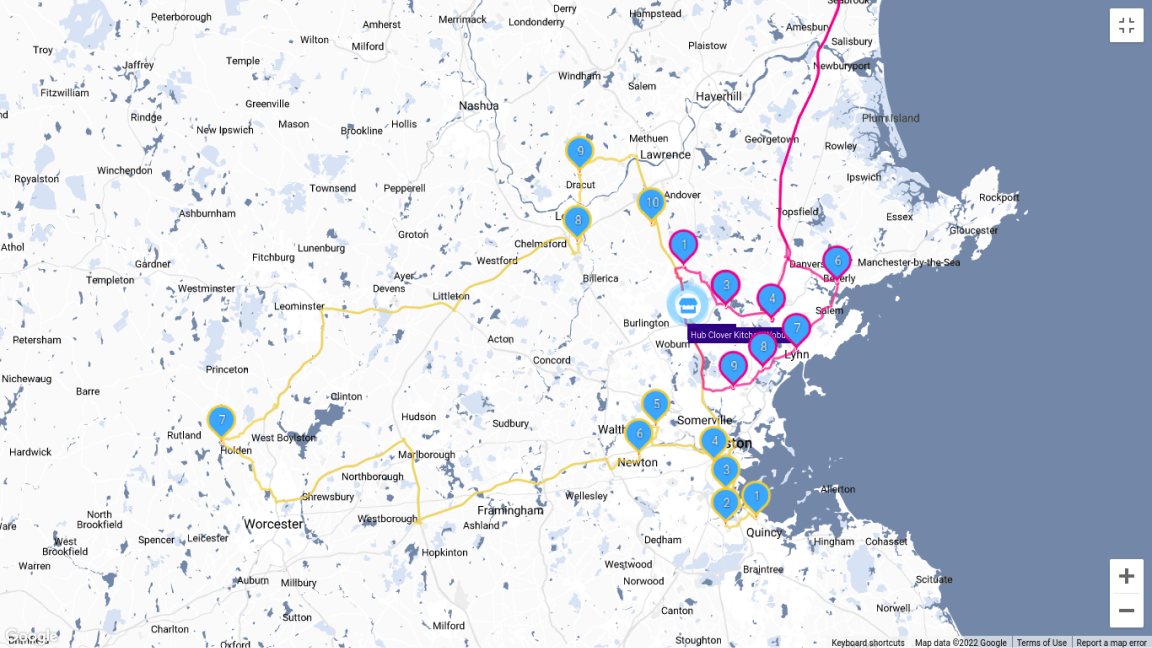 Seabrook
Derry
Hampstead
Peterborough
Merrimack
Londonderry
Amherst
Amesbury
Wilton
Milford
Plaistow
Salisbury
Troy
Jaffrey
Temple
Newburyport
Windham
Salem
Fitzwilliam
Haverhill
Greenville
Nashua
Rindge
Mason
Hollis
Plum Island
New Ipswich
Brookline
Methuen
Georgetown
Rowley
9
Lawrence
Winchendon
Dracut
Ipswich
Royalston
Townsend
Pepperell
Andover
Rockport
10
Ashburnham
Topsfield
Essex
8
Groton
Gloucester
Athol
Lunenburg
Chelmsford
1
Fitchburg
Westford
Danvers
6
Manchester-by-the-Sea
Gardner
Ayer
Billerica
Beverly
Templeton
Westminster
Devens
3
Littleton
4
Leominster
Salem
Burlington
7
Petersham
Acton
Woburn
Hub Clover Kitchen
8
Lynn
Concord
9
Princeton
Nichewaug
Barre
Clinton
5
Hudson
7
Sudbury
Somerville
6
4
Rutland
West Boylston
Holden
Hardwick
Marlborough
Newton
3
Northborough
Allerton
Shrewsbury
Wellesley
1
2
Framingham
North
Brookfield
Westborough
Worcester
Ashland
Quincy
Spencer
Leicester
West
Brookfield
Dedham
Hingham
Cohasset
Hopkinton
Warren
Westwood
Braintree
Auburn
Millbury
Norwood
Scituate
Sutton
Canton
Norwell
Charlton
Milford
Google
Oxford
Stoughton
Keyboard shortcuts
Map data ©2022 Google
Terms of Use
Report a map error